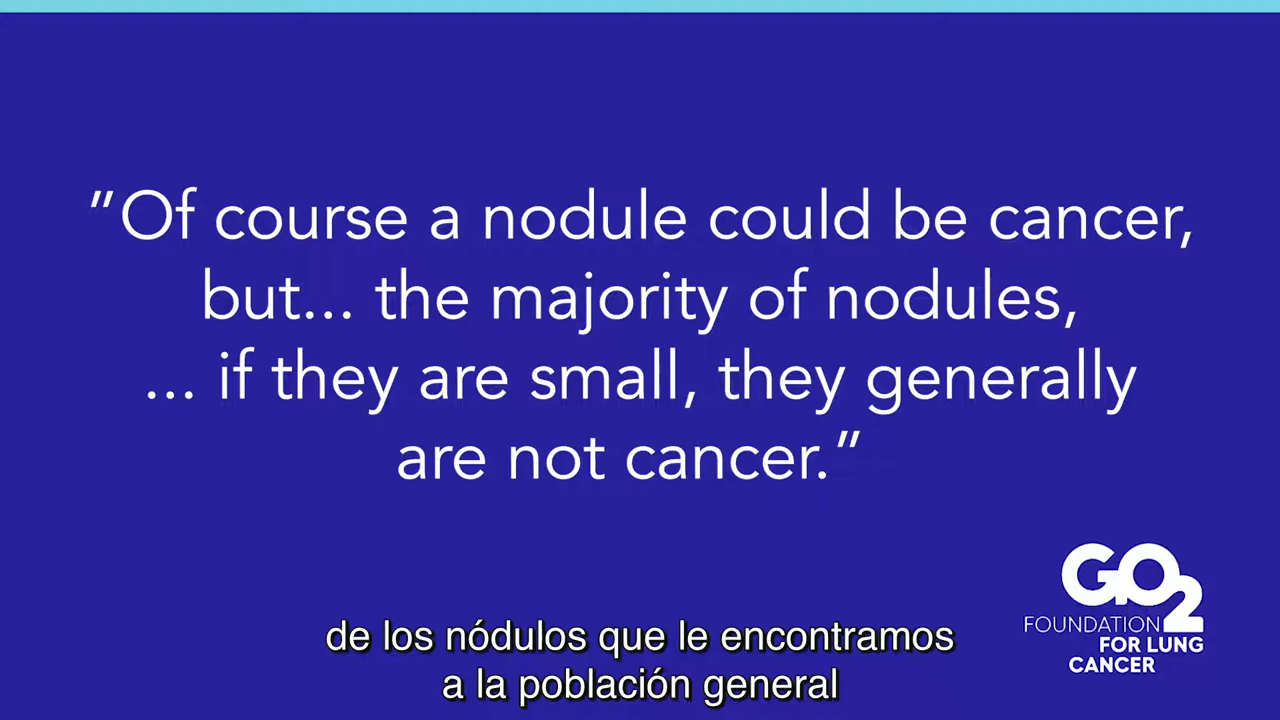 "Of course a nodule could be cancer,
but... the majority of nodules,
... if they are small, they generally
are not cancer."
GO2
FOUNDATION
FOR LUNG
CANCER
de los nódulos que le encontramos
a la población general